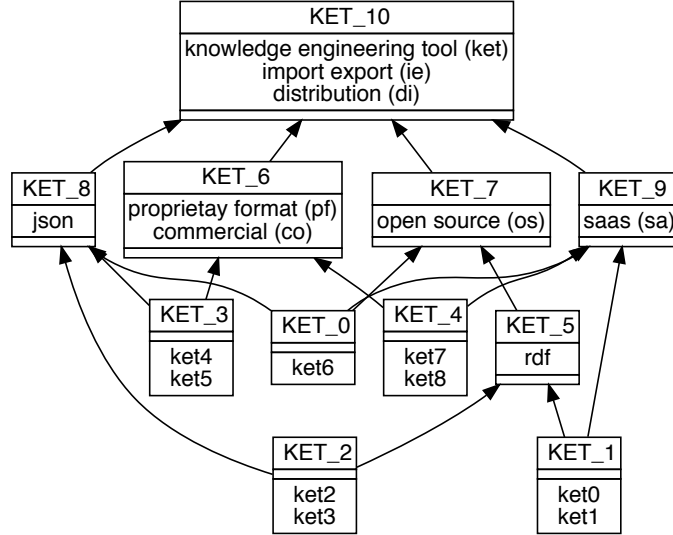 KET_10
knowledge engineering tool (ket)
import export (ie)
distribution (di)
KET_8
json
KET_6
proprietay format (pf)
commercial (co)
KET_7
open source (os)
KET_9
saas (sa)
KET_3
ket4
ket5
KET_0
ket6
KET_4
ket7
ket8
KET_5
rdf
KET_2
ket2
ket3
KET_1
ket0
ket1